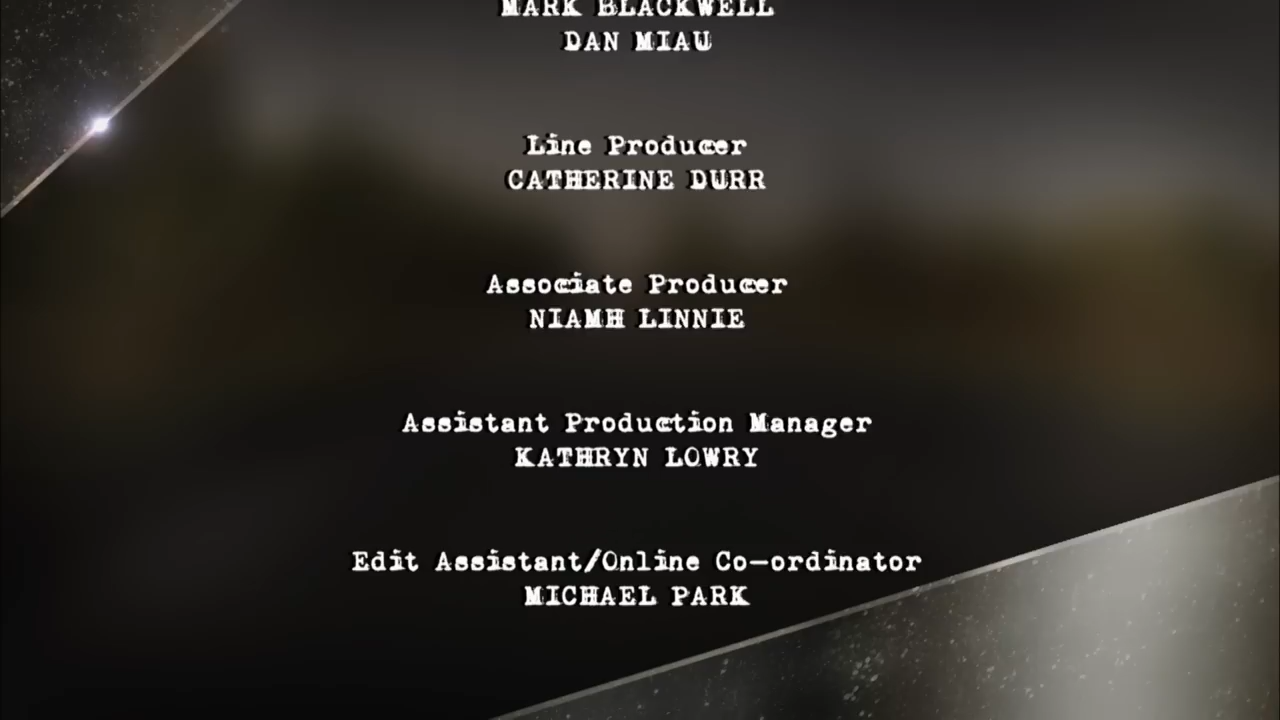 MARK BLACKWELL
DAN MIAU
Line Producer
CATHERINE DURR
Associate Producer
NIAMH LINNIE
Assistant Production Manager
KATHRYN LOWRY
Edit Assistant/Online Co-ordinator
MICHAEL PARK